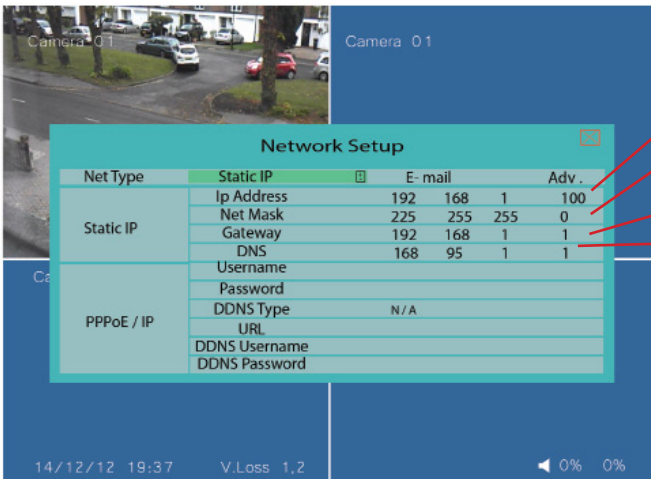 Camera 01
Camera 01
Network Setup
X
Net Type Static IP E- mail Adv .
Static IP
Ip Address 192 168 1 100
Net Mask 225 255 255 0
Gateway 192 168 1 1
DNS 168 95 1 1
PPPoE / IP
Username
Password
DDNS Type N/A
URL
DDNS Username
DDNS Password
Ca
14/12/12 19:37 V.Loss 1,2 0% 0%